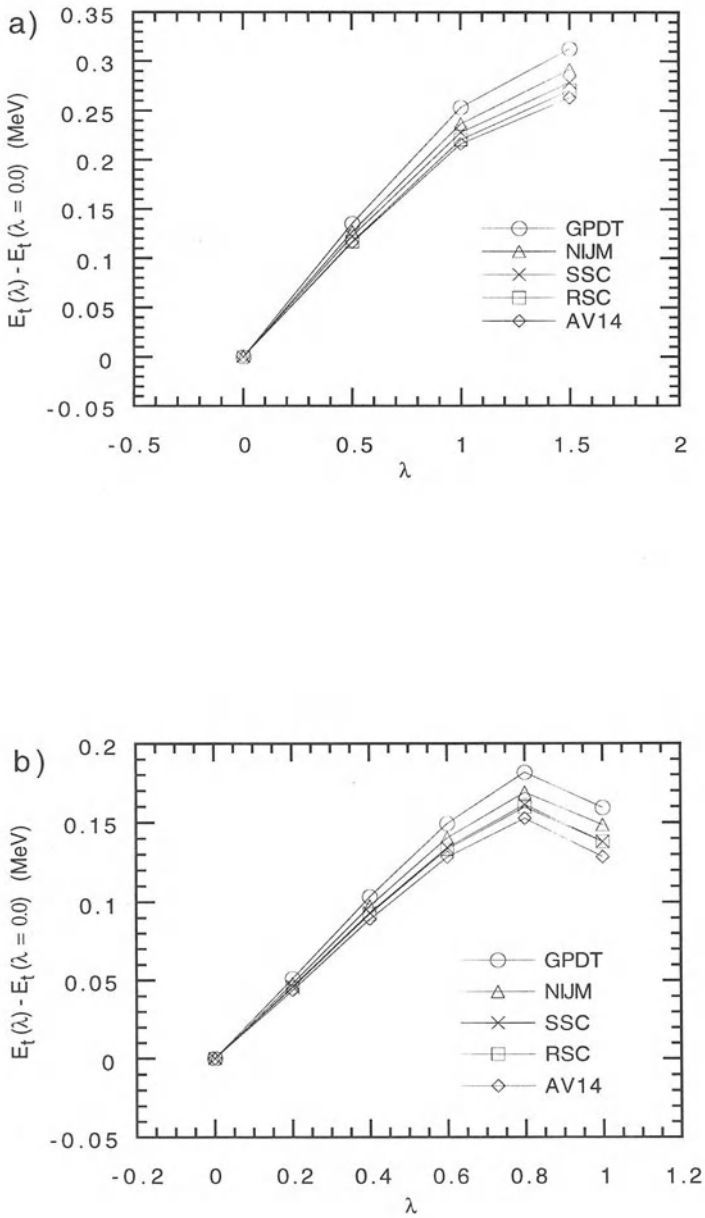 a)
0.35
0.3
0.25
0.2
0.15
0.1
0.05
0
-0.05
E_t (λ) - E_t (λ = 0.0) (MeV)
GPDT
NIJM
SSC
RSC
AV14
-0.5 0 0.5 1 1.5 2
λ
b)
0.2
0.15
0.1
0.05
0
-0.05
E_t (λ) - E_t (λ = 0.0) (MeV)
GPDT
NIJM
SSC
RSC
AV14
-0.2 0 0.2 0.4 0.6 0.8 1 1.2
λ